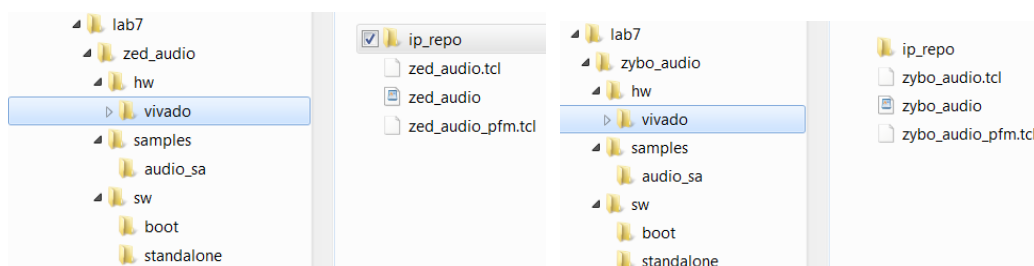 lab7
zed_audio
hw
vivado
samples
audio_sa
sw
boot
standalone
ip_repo
zed_audio.tcl
zed_audio
zed_audio_pfm.tcl
lab7
zybo_audio
hw
vivado
samples
audio_sa
sw
boot
standalone
ip_repo
zybo_audio.tcl
zybo_audio
zybo_audio_pfm.tcl